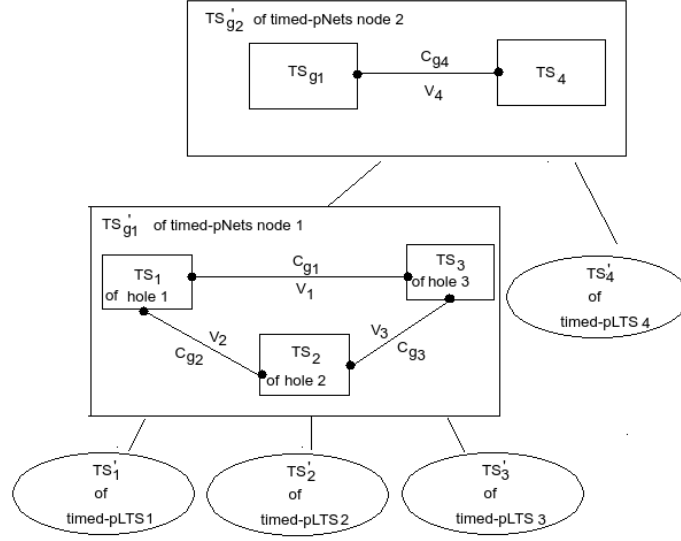 TS'g2 of timed-pNets node 2
TSg1
Cg4
V4
TS4
TS'g1 of timed-pNets node 1
TS1
of hole 1
Cg1
V1
TS3
of hole 3
V2
Cg2
TS2
of hole 2
V3
Cg3
TS'4
of
timed-pLTS 4
TS'1
of
timed-pLTS1
TS'2
of
timed-pLTS2
TS'3
of
timed-pLTS 3